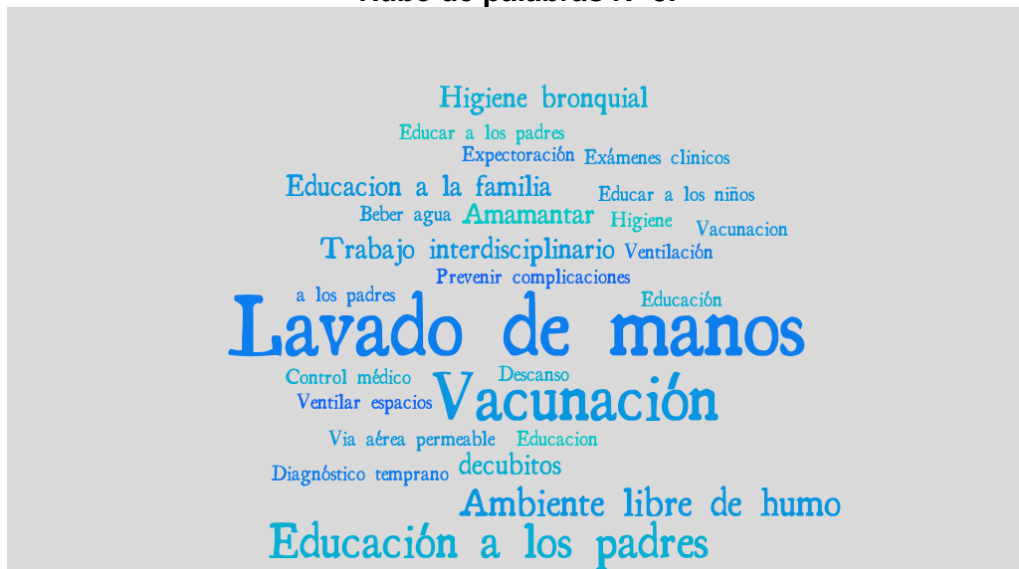 Higiene bronquial
Educar a los padres
Expectoración Exámenes clinicos
Educacion a la familia Educar a los niños
Beber agua Amamantar Higiene Vacunacion
Trabajo interdisciplinario Ventilación
Prevenir complicaciones
a los padres Educación
Lavado de manos
Control médico Descanso
Ventilar espacios Vacunación
Via aérea permeable Educacion
Diagnóstico temprano decubitos
Ambiente libre de humo
Educación a los padres